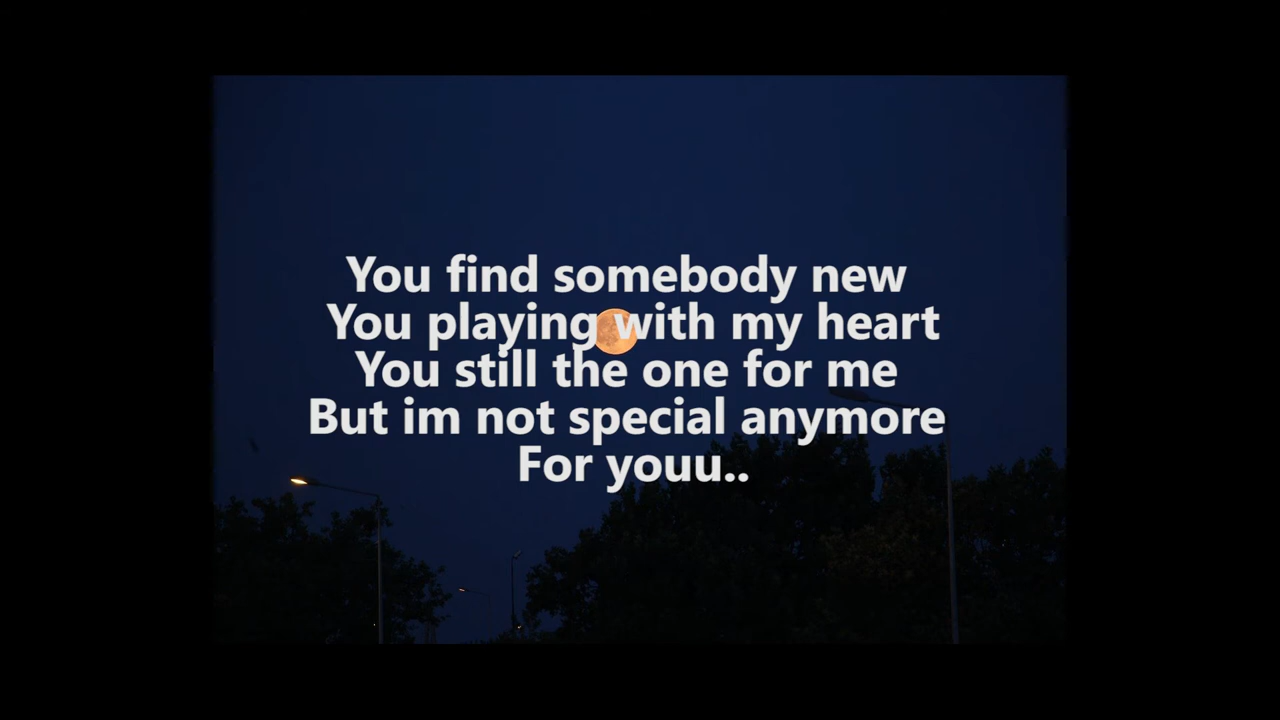 You find somebody new
You playing with my heart
You still the one for me
But im not special anymore
For youu..